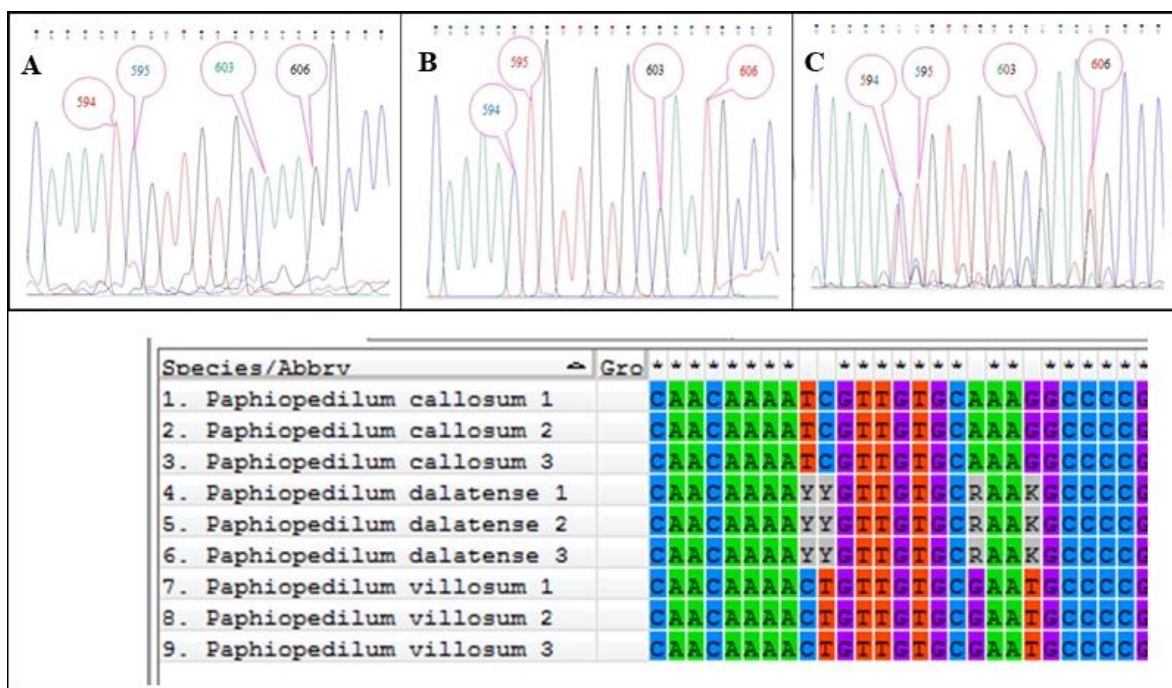 A
594
595
603
606
B
594
595
603
606
C
594
595
603
606
Species/Abbrv Gro ******** ******* ** ******
1. Paphiopedilum callosum 1 CAACAAAATCGTTGTGCAAAGGCCCCG
2. Paphiopedilum callosum 2 CAACAAAATCGTTGTGCAAAGGCCCCG
3. Paphiopedilum callosum 3 CAACAAAATCGTTGTGCAAAGGCCCCG
4. Paphiopedilum dalatense 1 CAACAAAAYYGTTGTGCRAAKGCCCCG
5. Paphiopedilum dalatense 2 CAACAAAAYYGTTGTGCRAAKGCCCCG
6. Paphiopedilum dalatense 3 CAACAAAAYYGTTGTGCRAAKGCCCCG
7. Paphiopedilum villosum 1 CAACAAAACTGTTGTGCGAATGCCCCG
8. Paphiopedilum villosum 2 CAACAAAACTGTTGTGCGAATGCCCCG
9. Paphiopedilum villosum 3 CAACAAAACTGTTGTGCGAATGCCCCG